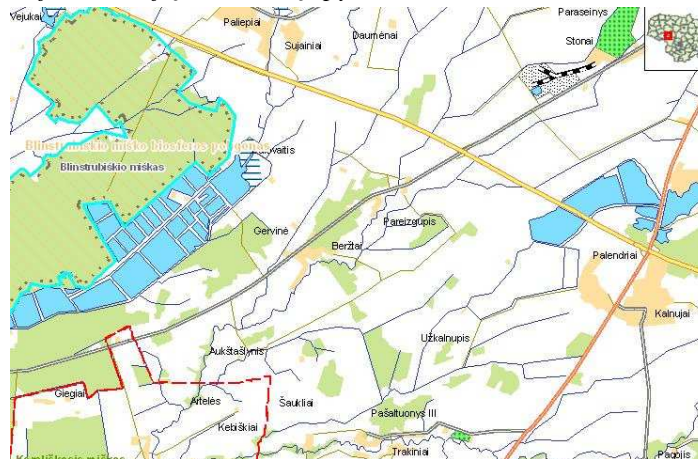 Vejukai
Paliepiai
Sujainiai
Daumėnai
Paraseinys
Stonai
Blinstrubiškio miško biosferos poligonas
Blinstrubiškio miškas
Gervinė
Beržtai
Pareizgupis
Palendriai
Kalnujai
Užkalnupis
Aukštašlynis
Giegiai
Artelės
Šaukliai
Kebiškiai
Pašaltuonys III
Trakiniai
Pagojis